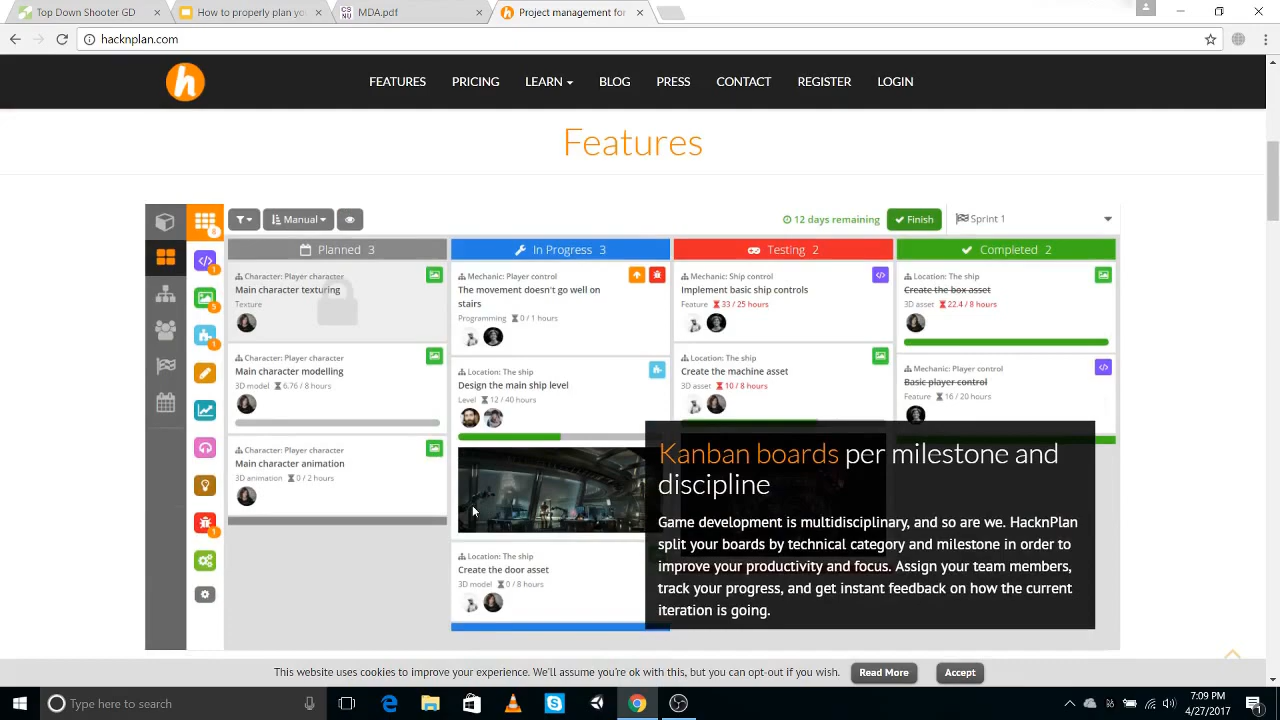 Top Down Shooter GD
How to properly plan yo
MDA.pdf
Project management for
hacknplan.com
h
FEATURES PRICING LEARN BLOG PRESS CONTACT REGISTER LOGIN
Features
Manual
12 days remaining
Finish
Sprint 1
Planned 3
Character: Player character
Main character texturing
Texture
Character: Player character
Main character modelling
3D model 6.76 / 8 hours
Character: Player character
Main character animation
3D animation 0 / 2 hours
In Progress 3
Mechanic: Player control
The movement doesn't go well on
stairs
Programming 0 / 1 hours
Location: The ship
Design the main ship level
Level 12 / 40 hours
Location: The ship
Create the door asset
3D model 0 / 8 hours
Testing 2
Mechanic: Ship control
Implement basic ship controls
Feature 33 / 25 hours
Location: The ship
Create the machine asset
3D asset 10 / 8 hours
Completed 2
Location: The ship
Create the box asset
3D asset 22.4 / 8 hours
Mechanic: Player control
Basic player control
Feature 16 / 20 hours
Kanban boards per milestone and
discipline
Game development is multidisciplinary, and so are we. HacknPlan
split your boards by technical category and milestone in order to
improve your productivity and focus. Assign your team members,
track your progress, and get instant feedback on how the current
iteration is going.
This website uses cookies to improve your experience. We'll assume you're ok with this, but you can opt-out if you wish.
Read More
Accept
Type here to search
7:09 PM
4/27/2017